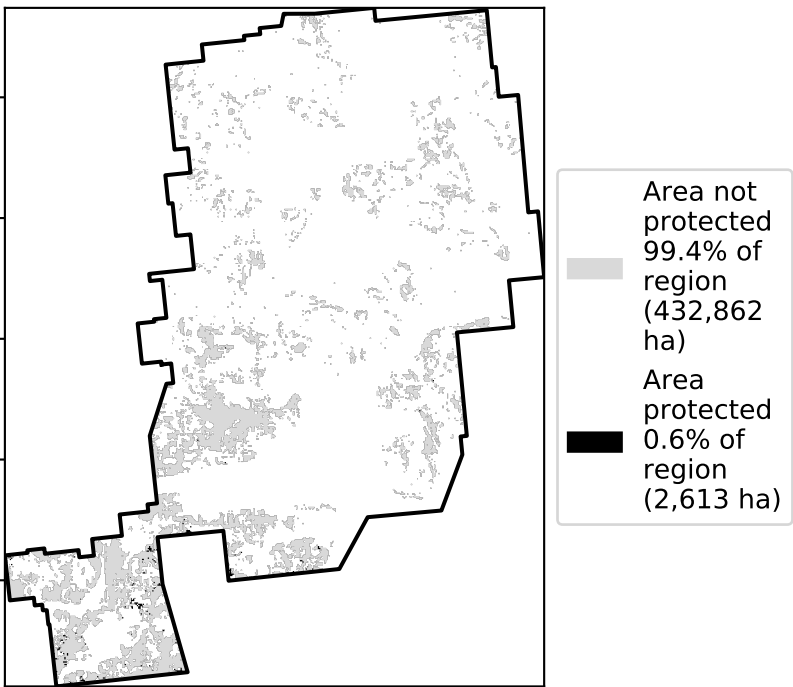 Area not
protected
99.4% of
region
(432,862
ha)
Area
protected
0.6% of
region
(2,613 ha)